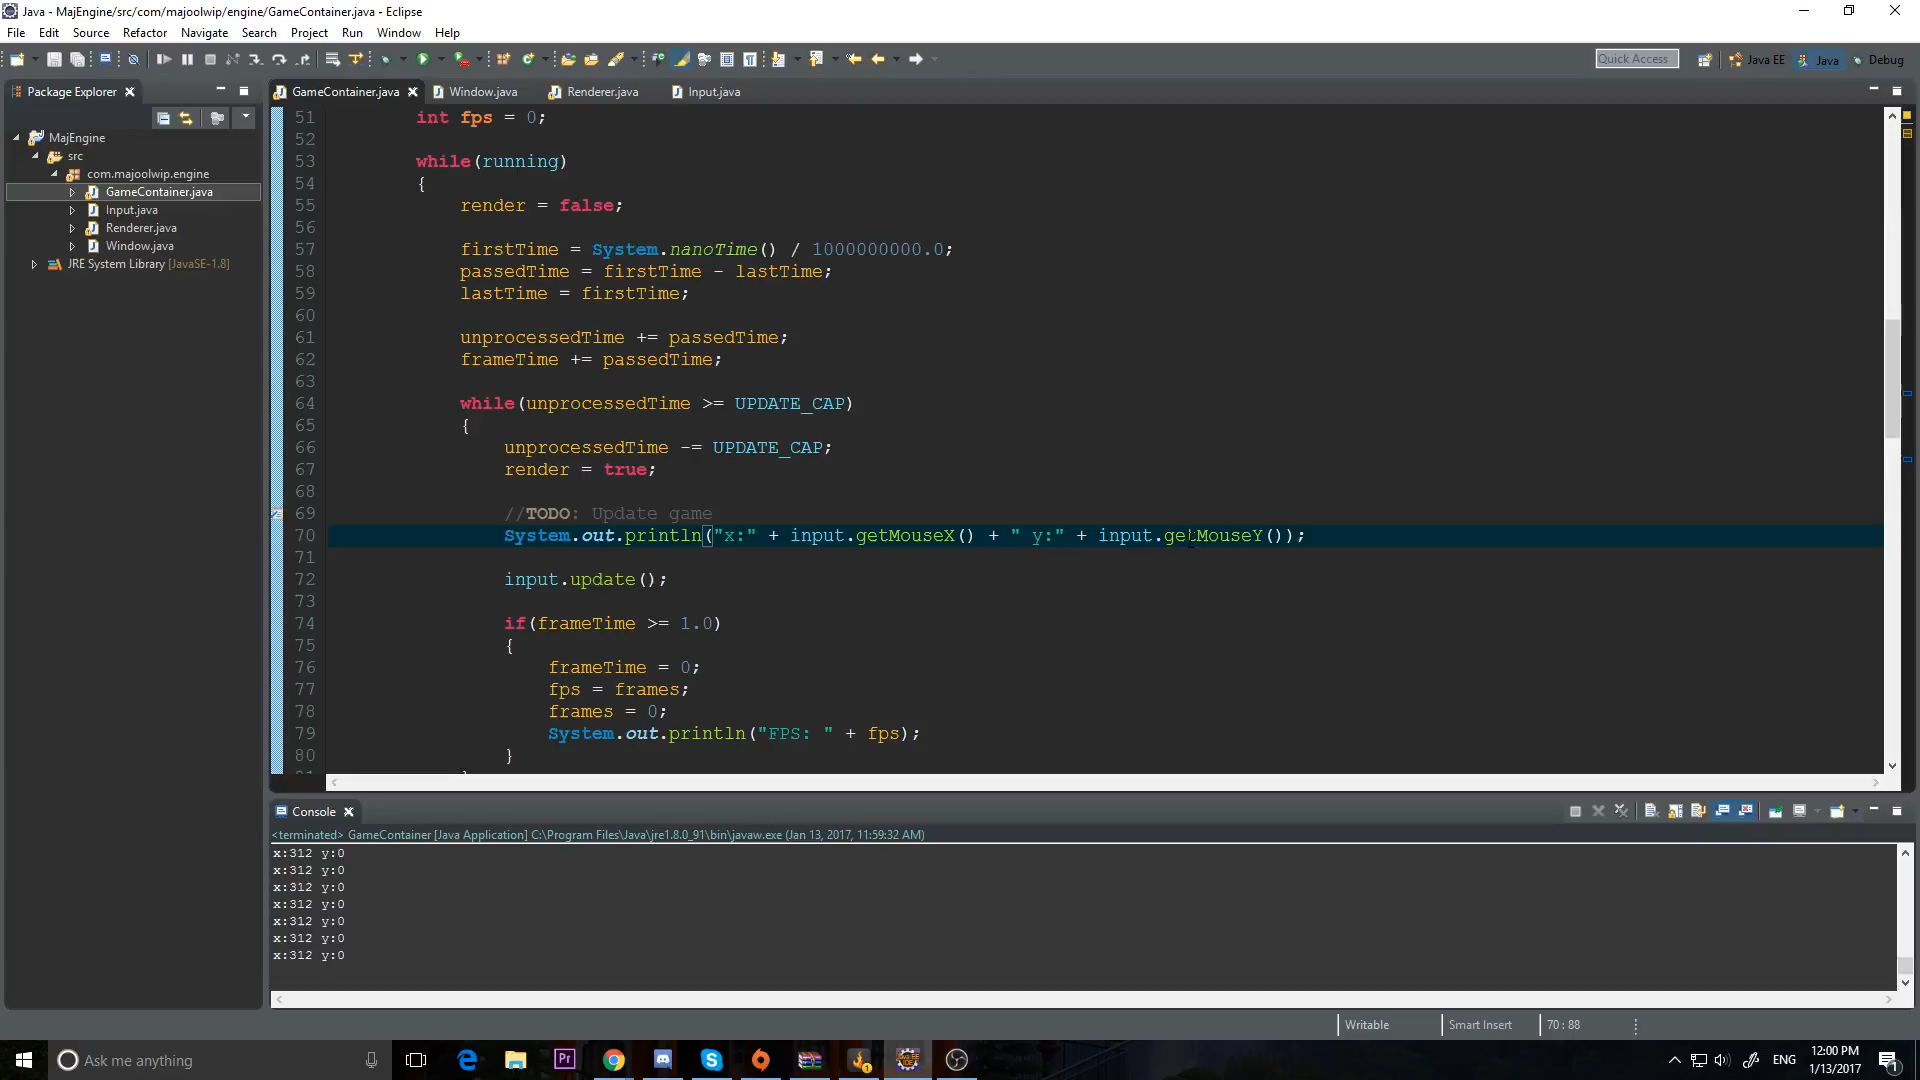 Java - MajEngine/src/com/majoolwip/engine/GameContainer.java - Eclipse
File Edit Source Refactor Navigate Search Project Run Window Help
Quick Access Java EE Java Debug
Package Explorer
GameContainer.java Window.java Renderer.java Input.java
MajEngine
src
com.majoolwip.engine
GameContainer.java
Input.java
Renderer.java
Window.java
JRE System Library [JavaSE-1.8]
51 int fps = 0;
52
53 while(running)
54 {
55 render = false;
56
57 firstTime = System.nanoTime() / 1000000000.0;
58 passedTime = firstTime - lastTime;
59 lastTime = firstTime;
60
61 unprocessedTime += passedTime;
62 frameTime += passedTime;
63
64 while(unprocessedTime >= UPDATE_CAP)
65 {
66 unprocessedTime -= UPDATE_CAP;
67 render = true;
68
69 //TODO: Update game
70 System.out.println("x:" + input.getMouseX() + " y:" + input.getMouseY());
71
72 input.update();
73
74 if(frameTime >= 1.0)
75 {
76 frameTime = 0;
77 fps = frames;
78 frames = 0;
79 System.out.println("FPS: " + fps);
80 }
Console
<terminated> GameContainer [Java Application] C:\Program Files\Java\jre1.8.0_91\bin\javaw.exe (Jan 13, 2017, 11:59:32 AM)
x:312 y:0
x:312 y:0
x:312 y:0
x:312 y:0
x:312 y:0
x:312 y:0
x:312 y:0
Writable Smart Insert 70 : 88
Ask me anything
Pr
Java EE
IDE
ENG
12:00 PM
1/13/2017